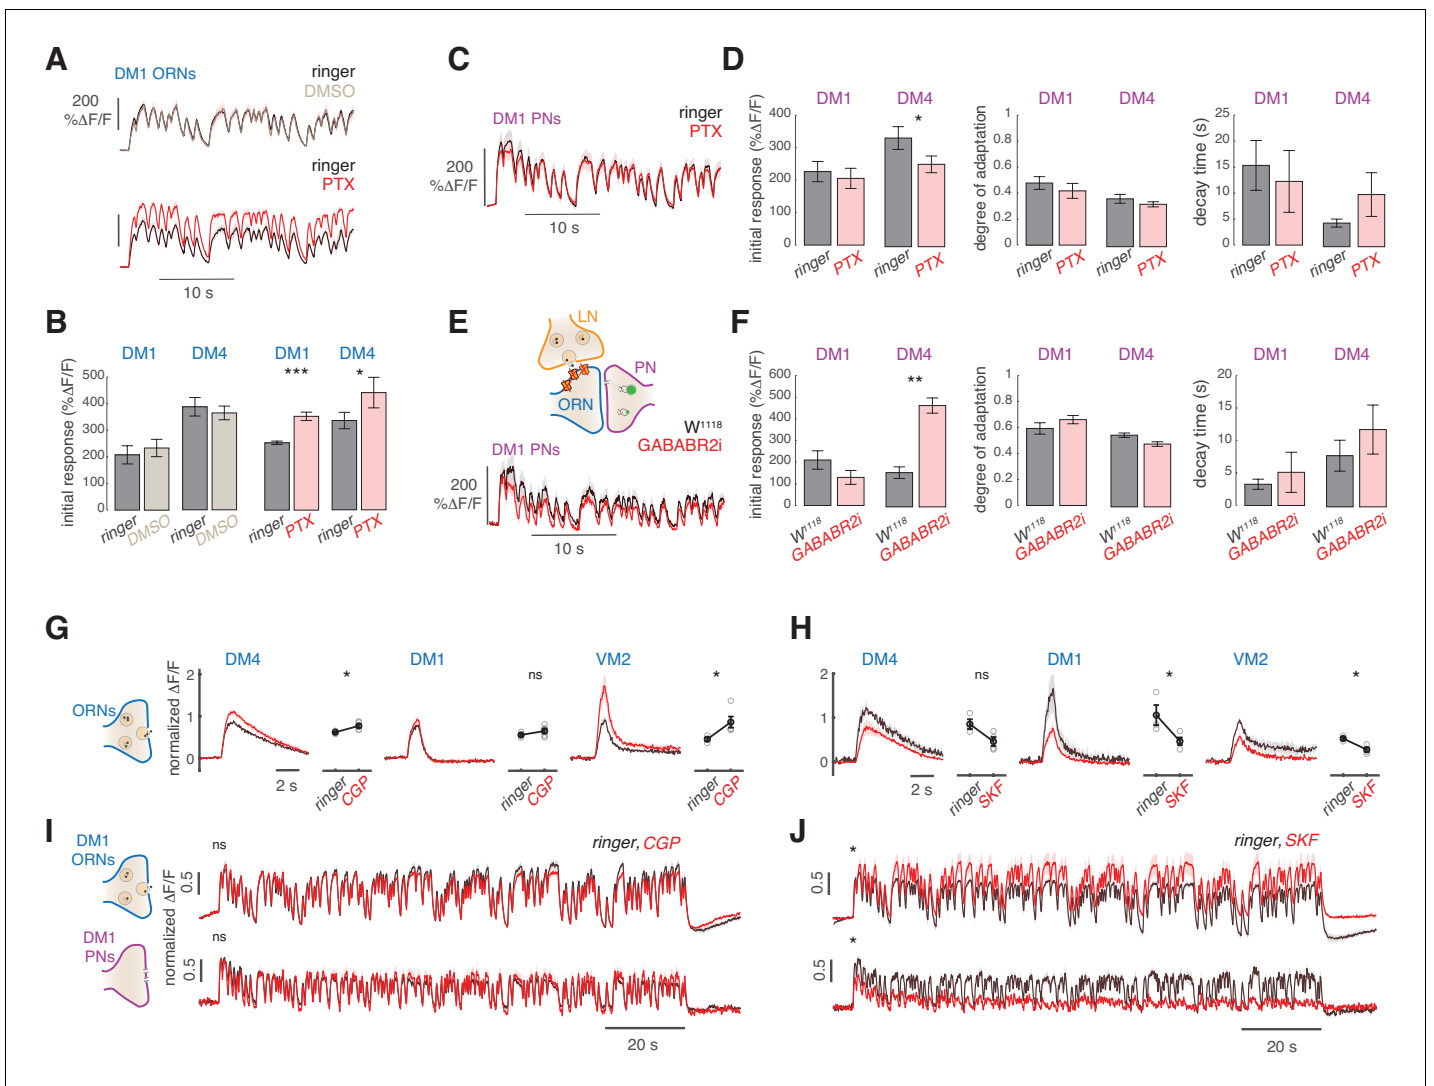 A
DM1 ORNs
ringer
DMSO
200
%ΔF/F
ringer
PTX
10 s
B
DM1
DM4
DM1
DM4
***
*
initial response (%ΔF/F)
500
400
300
200
100
0
ringer
DMSO
ringer
DMSO
ringer
PTX
ringer
PTX
C
DM1 PNs
ringer
PTX
200
%ΔF/F
10 s
D
DM1
DM4
*
initial response (%ΔF/F)
400
300
200
100
0
ringer
PTX
ringer
PTX
DM1
DM4
degree of adaptation
1
0.8
0.6
0.4
0.2
0
ringer
PTX
ringer
PTX
DM1
DM4
decay time (s)
25
20
15
10
5
0
ringer
PTX
ringer
PTX
E
LN
PN
ORN
W1118
GABABR2i
DM1 PNs
200
%ΔF/F
10 s
F
DM1
DM4
**
initial response (%ΔF/F)
600
500
400
300
200
100
0
W1118
GABABR2i
W1118
GABABR2i
DM1
DM4
degree of adaptation
1
0.8
0.6
0.4
0.2
0
W1118
GABABR2i
W1118
GABABR2i
DM1
DM4
decay time (s)
20
15
10
5
0
W1118
GABABR2i
W1118
GABABR2i
G
ORNs
normalized ΔF/F
2
1
0
DM4
*
DM1
ns
VM2
*
2 s
ringer
CGP
ringer
CGP
ringer
CGP
H
2
1
0
DM4
ns
DM1
*
VM2
*
2 s
ringer
SKF
ringer
SKF
ringer
SKF
I
DM1
ORNs
ns
ringer, CGP
0.5
normalized ΔF/F
DM1
PNs
ns
0.5
20 s
J
*
ringer, SKF
0.5
*
0.5
20 s